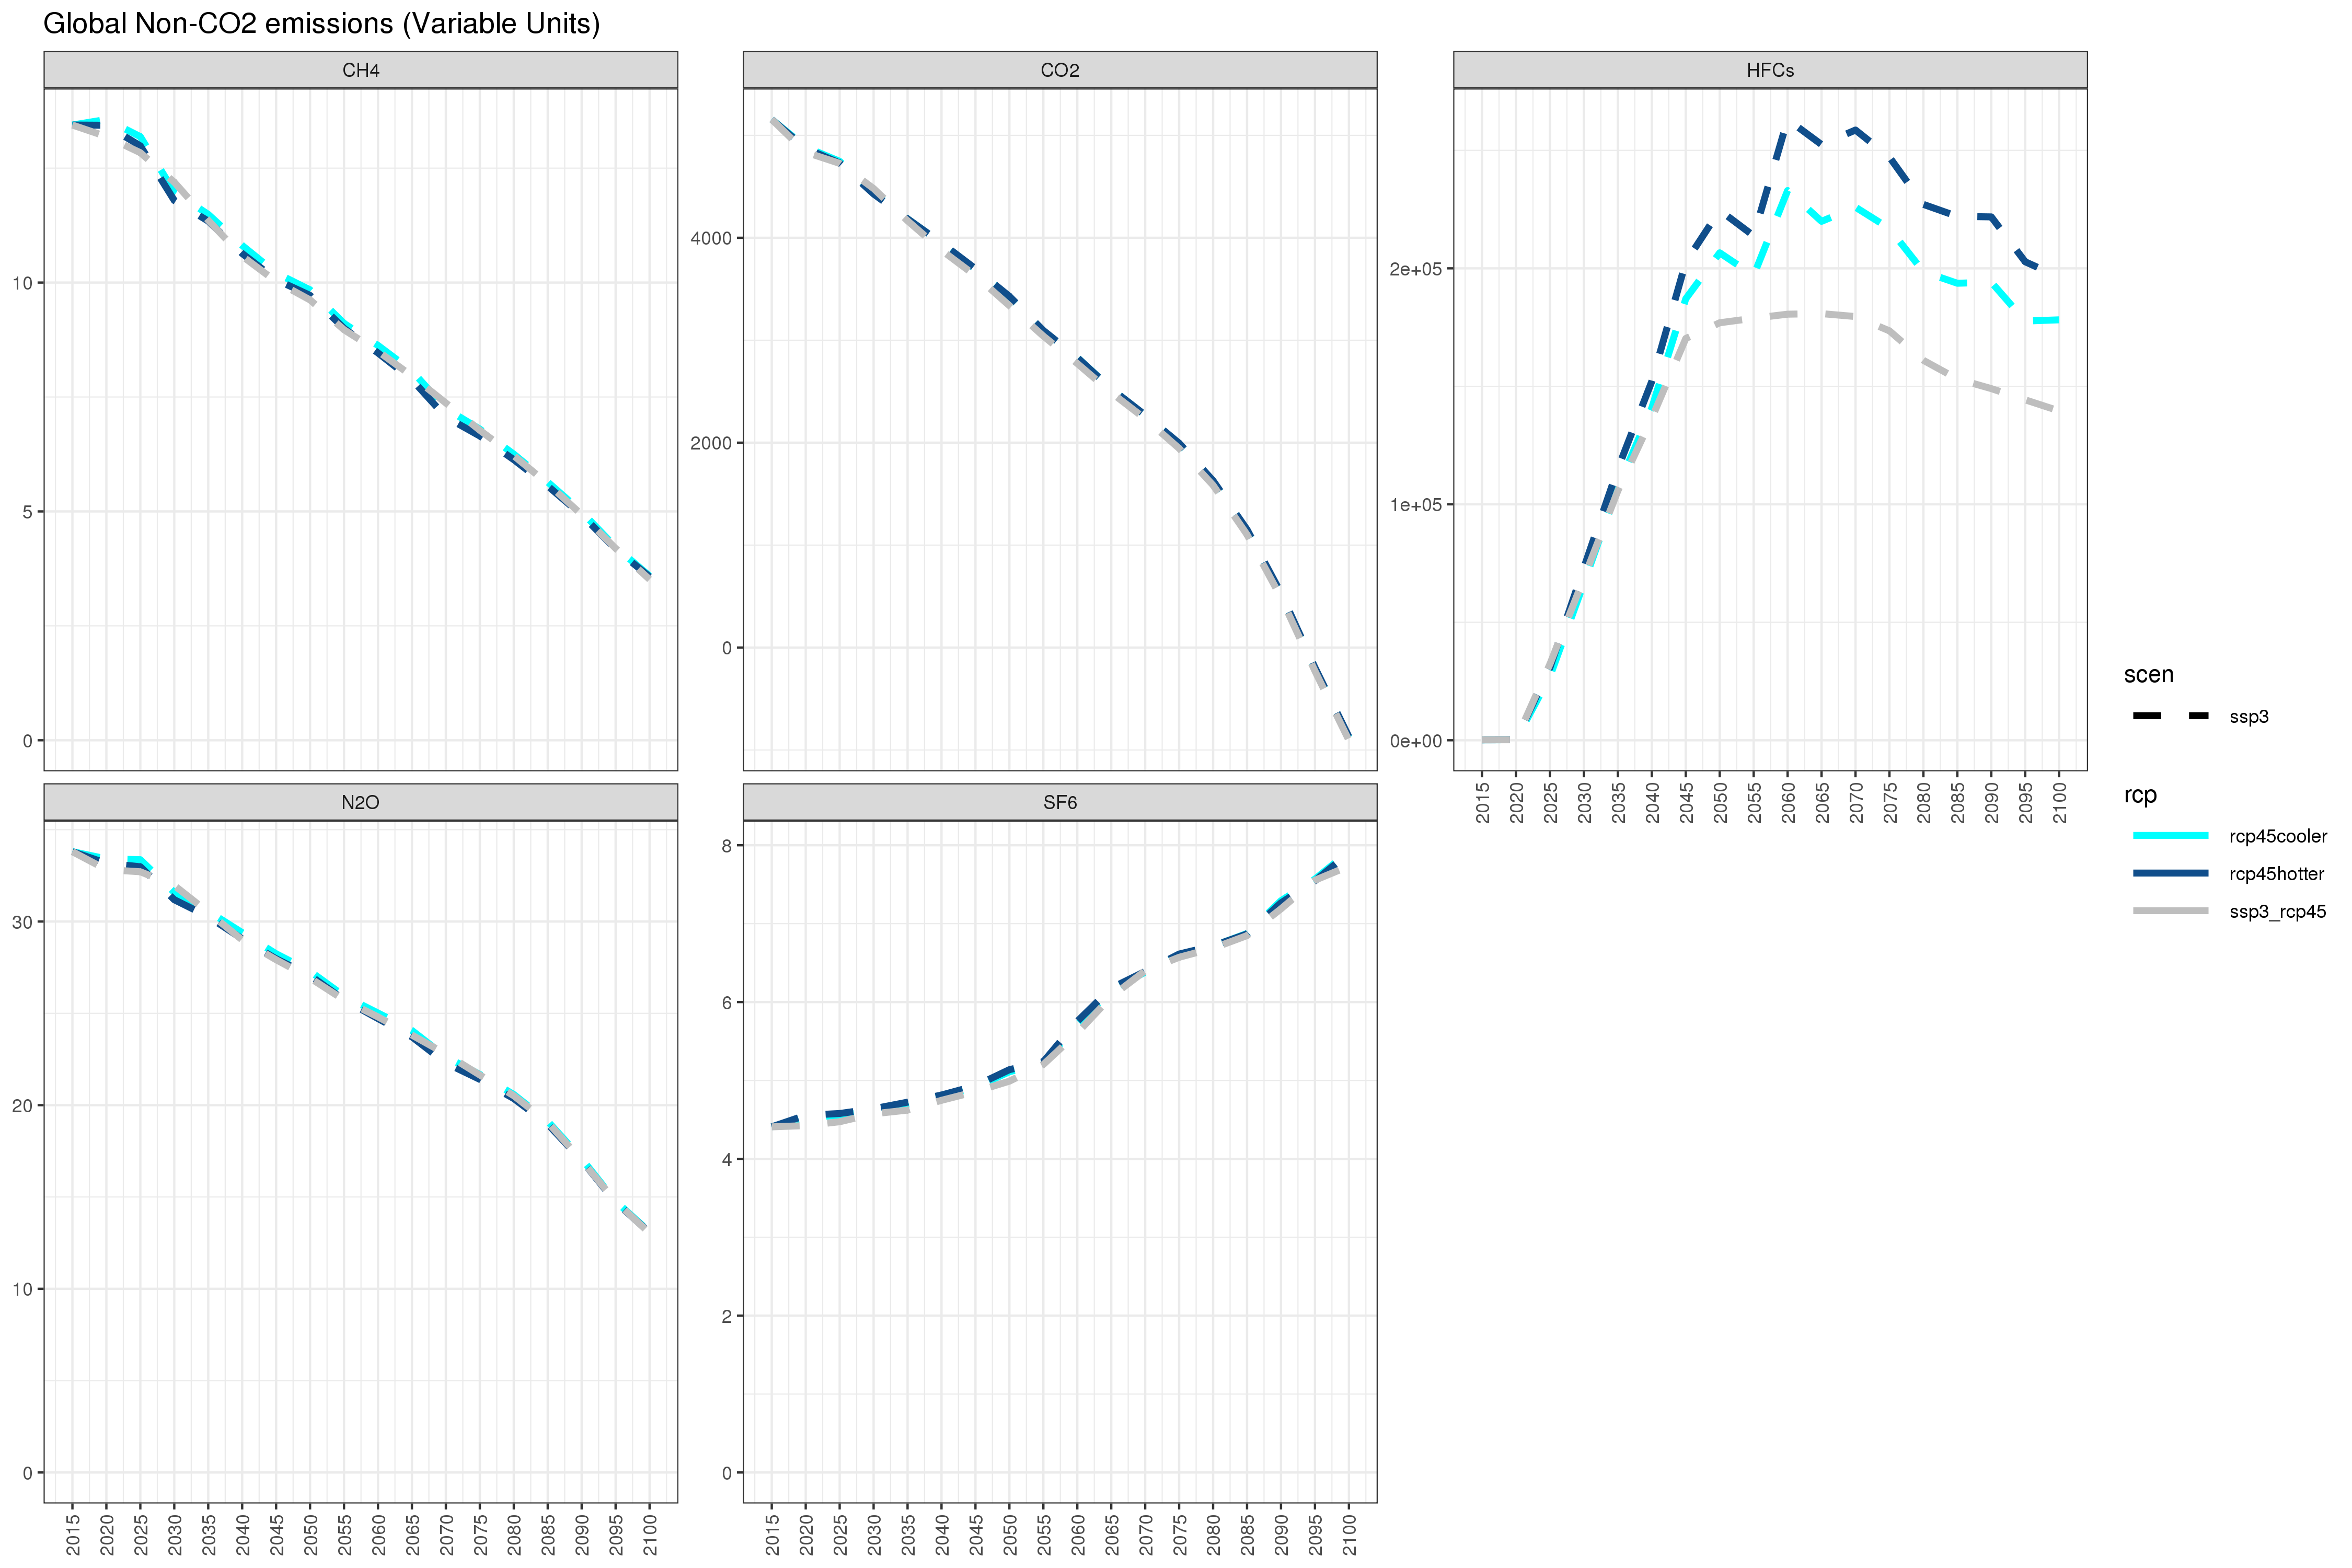 Global Non-CO2 emissions (Variable Units)
CH4
CO2
HFCs
10
5
0
4000
2000
0
2e+05
1e+05
0e+00
2015 2020 2025 2030 2035 2040 2045 2050 2055 2060 2065 2070 2075 2080 2085 2090 2095 2100
scen
ssp3
rcp
rcp45cooler
rcp45hotter
ssp3_rcp45
N2O
SF6
30
20
10
0
8
6
4
2
0
2015 2020 2025 2030 2035 2040 2045 2050 2055 2060 2065 2070 2075 2080 2085 2090 2095 2100
2015 2020 2025 2030 2035 2040 2045 2050 2055 2060 2065 2070 2075 2080 2085 2090 2095 2100